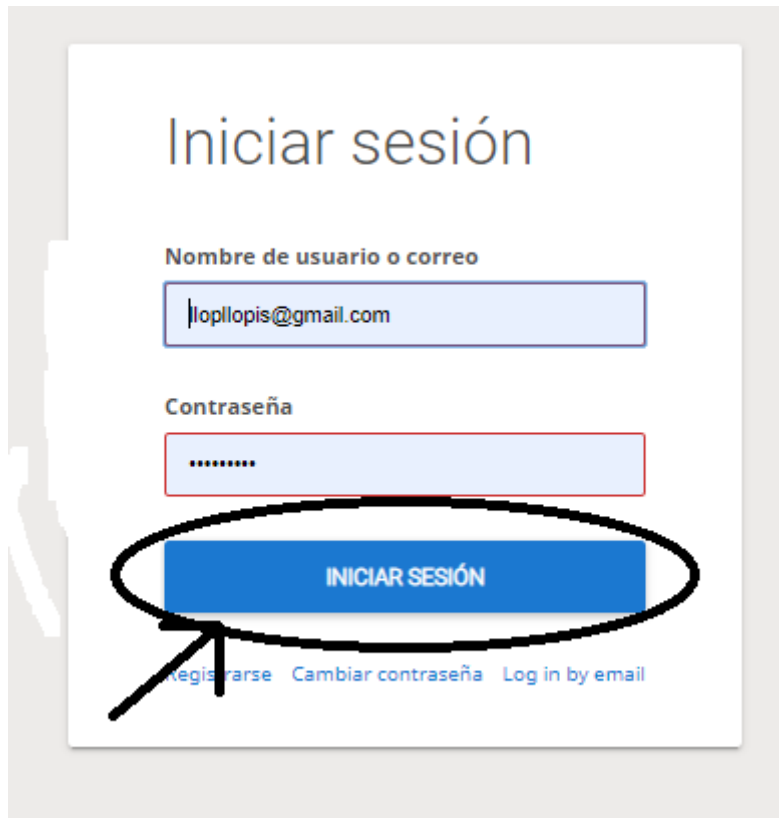 Iniciar sesión
Nombre de usuario o correo
llopllopis@gmail.com
Contraseña
•••••••••
INICIAR SESIÓN
Registrarse Cambiar contraseña Log in by email